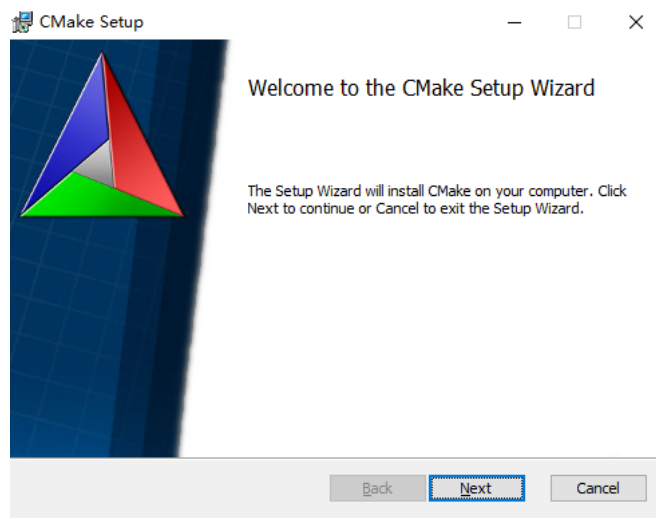 CMake Setup
Welcome to the CMake Setup Wizard
The Setup Wizard will install CMake on your computer. Click
Next to continue or Cancel to exit the Setup Wizard.
Back Next Cancel